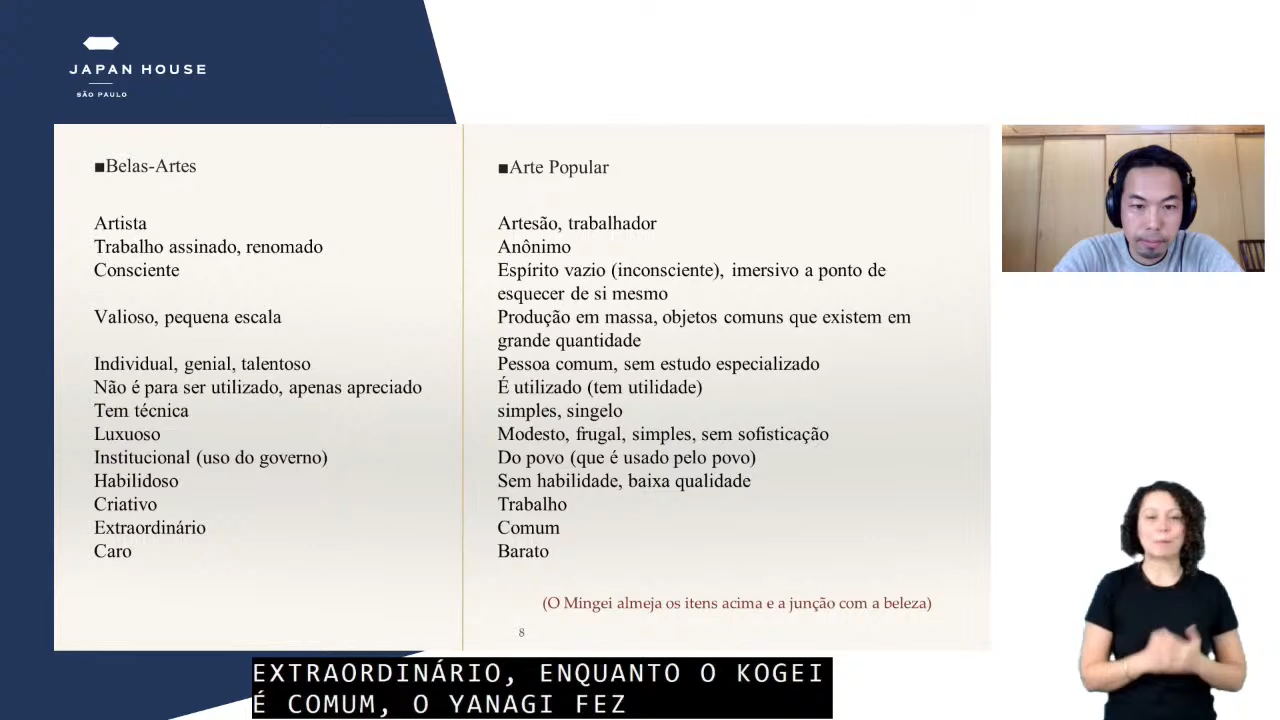 JAPAN HOUSE
SÃO PAULO
■Belas-Artes
Artista
Trabalho assinado, renomado
Consciente
Valioso, pequena escala
Individual, genial, talentoso
Não é para ser utilizado, apenas apreciado
Tem técnica
Luxuoso
Institucional (uso do governo)
Habilidoso
Criativo
Extraordinário
Caro
■Arte Popular
Artesão, trabalhador
Anônimo
Espírito vazio (inconsciente), imersivo a ponto de
esquecer de si mesmo
Produção em massa, objetos comuns que existem em
grande quantidade
Pessoa comum, sem estudo especializado
É utilizado (tem utilidade)
simples, singelo
Modesto, frugal, simples, sem sofisticação
Do povo (que é usado pelo povo)
Sem habilidade, baixa qualidade
Trabalho
Comum
Barato
(O Mingei almeja os itens acima e a junção com a beleza)
8
EXTRAORDINÁRIO, ENQUANTO O KOGEI
É COMUM, O YANAGI FEZ